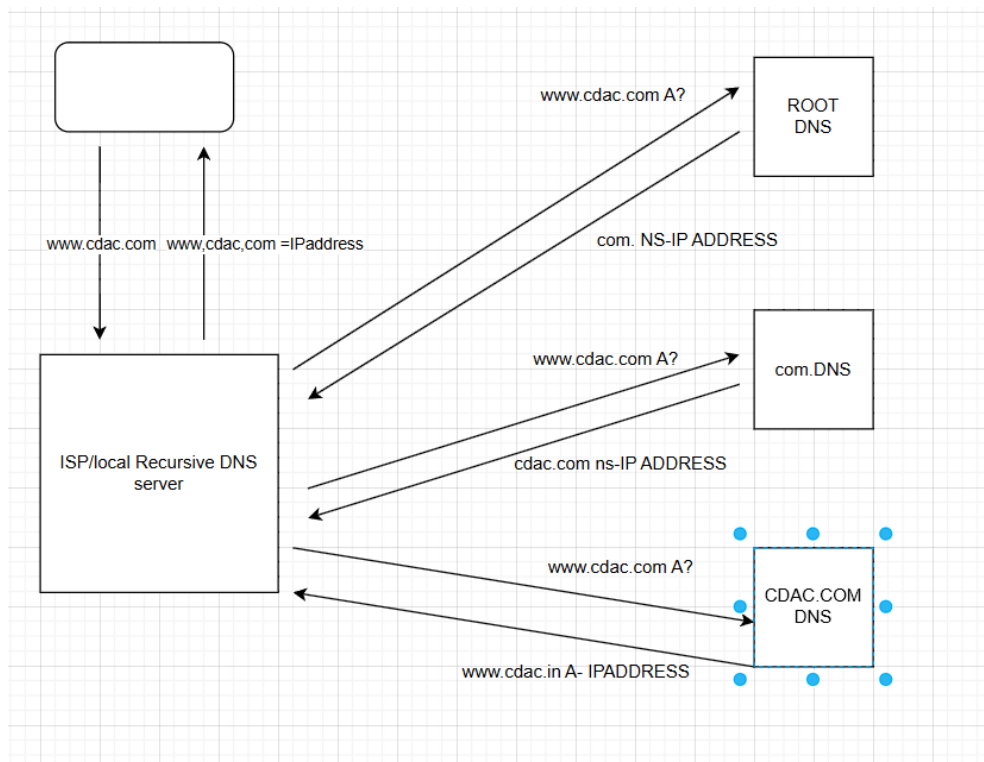 www.cdac.com A?
ROOT
DNS
www.cdac.com
www,cdac,com =IPaddress
com. NS-IP ADDRESS
www.cdac.com A?
com.DNS
ISP/local Recursive DNS
server
cdac.com ns-IP ADDRESS
www.cdac.com A?
CDAC.COM
DNS
www.cdac.in A- IPADDRESS